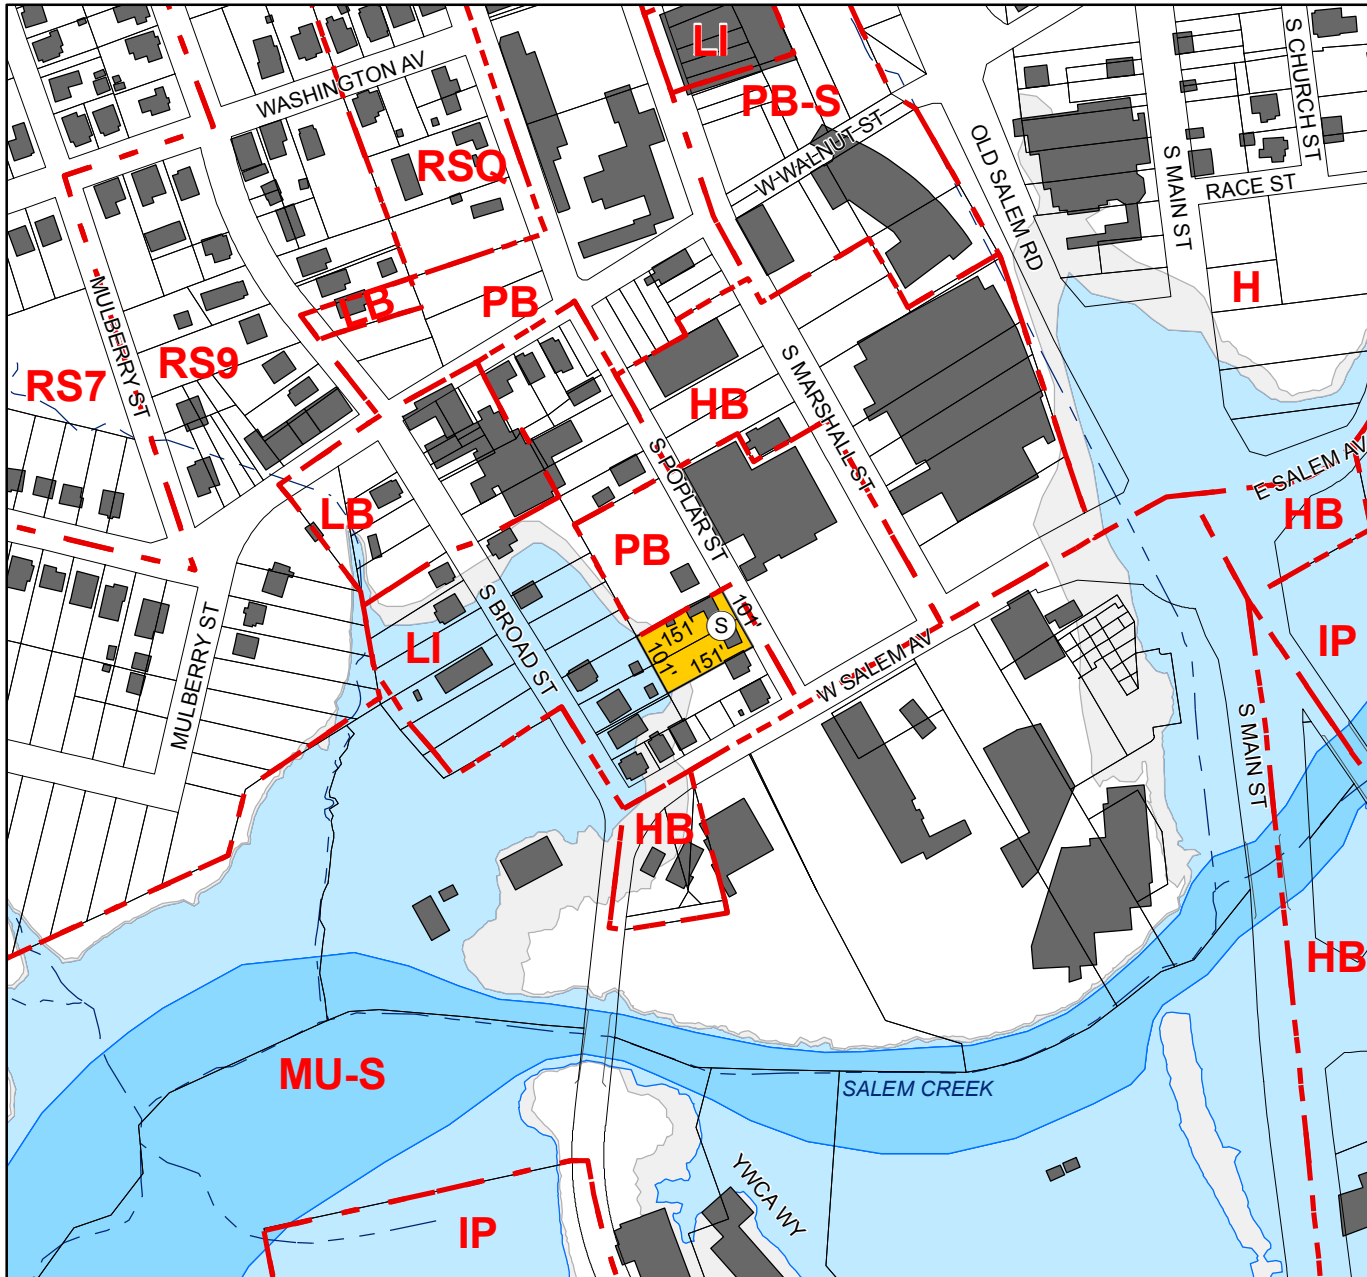 LI
S CHURCH ST
WASHINGTON AV
PB-S
W WALNUT ST
OLD SALEM RD
S MAIN ST
RSQ
RACE ST
MULBERRY ST
LB
PB
H
RS9
RS7
S MARSHALL ST
HB
S POPLAR ST
E SALEM AV
HB
LB
PB
S BROAD ST
101'
S
151'
101'
151'
MULBERRY ST
LI
IP
W SALEM AV
S MAIN ST
HB
HB
MU-S
SALEM CREEK
YWCA WY
IP